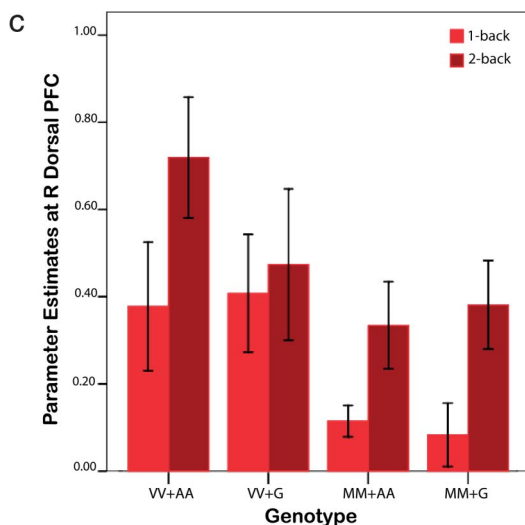 C
1-back
2-back
Parameter Estimates at R Dorsal PFC
1.00
0.80
0.60
0.40
0.20
0.00
VV+AA VV+G MM+AA MM+G
Genotype